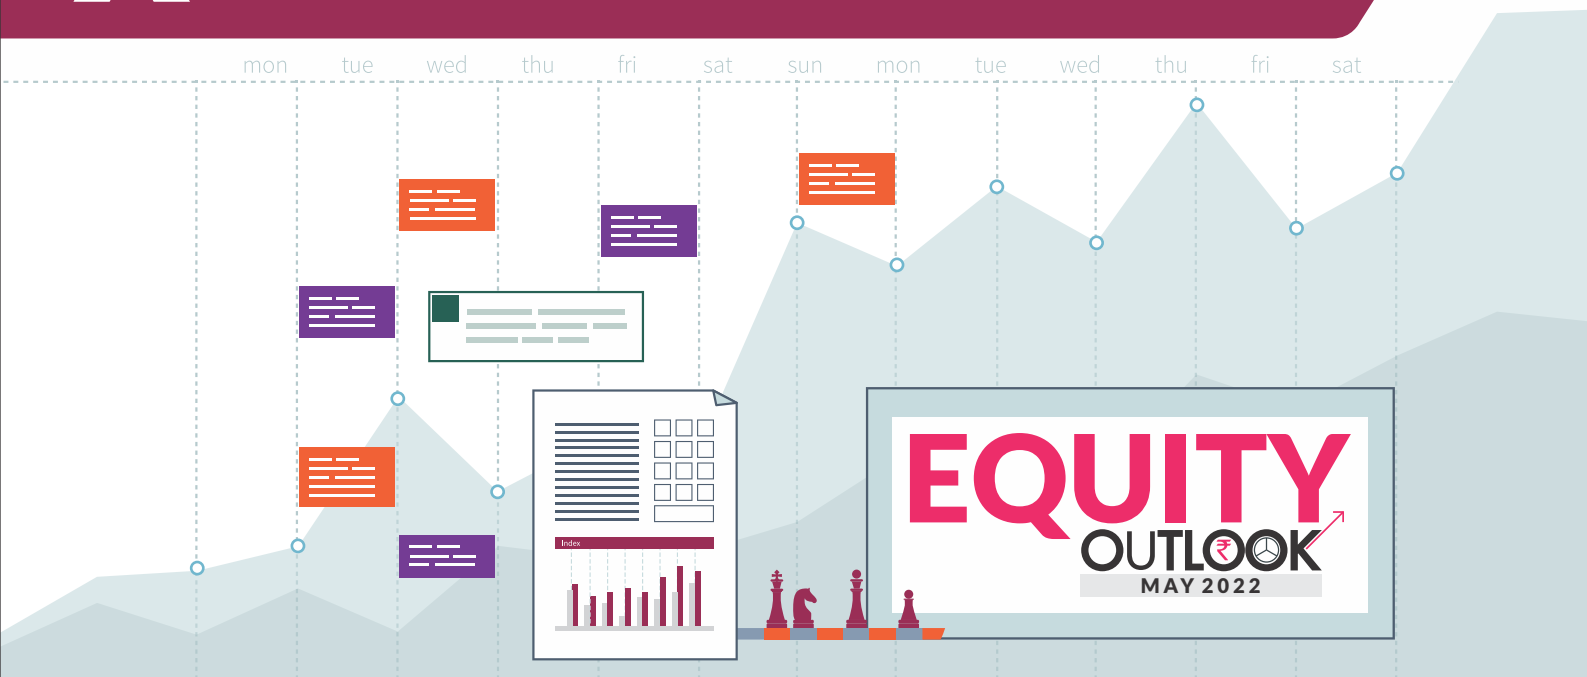 mon tue wed thu fri sat sun mon tue wed thu fri sat
Index
EQUITY
OUTLOOK
MAY 2022